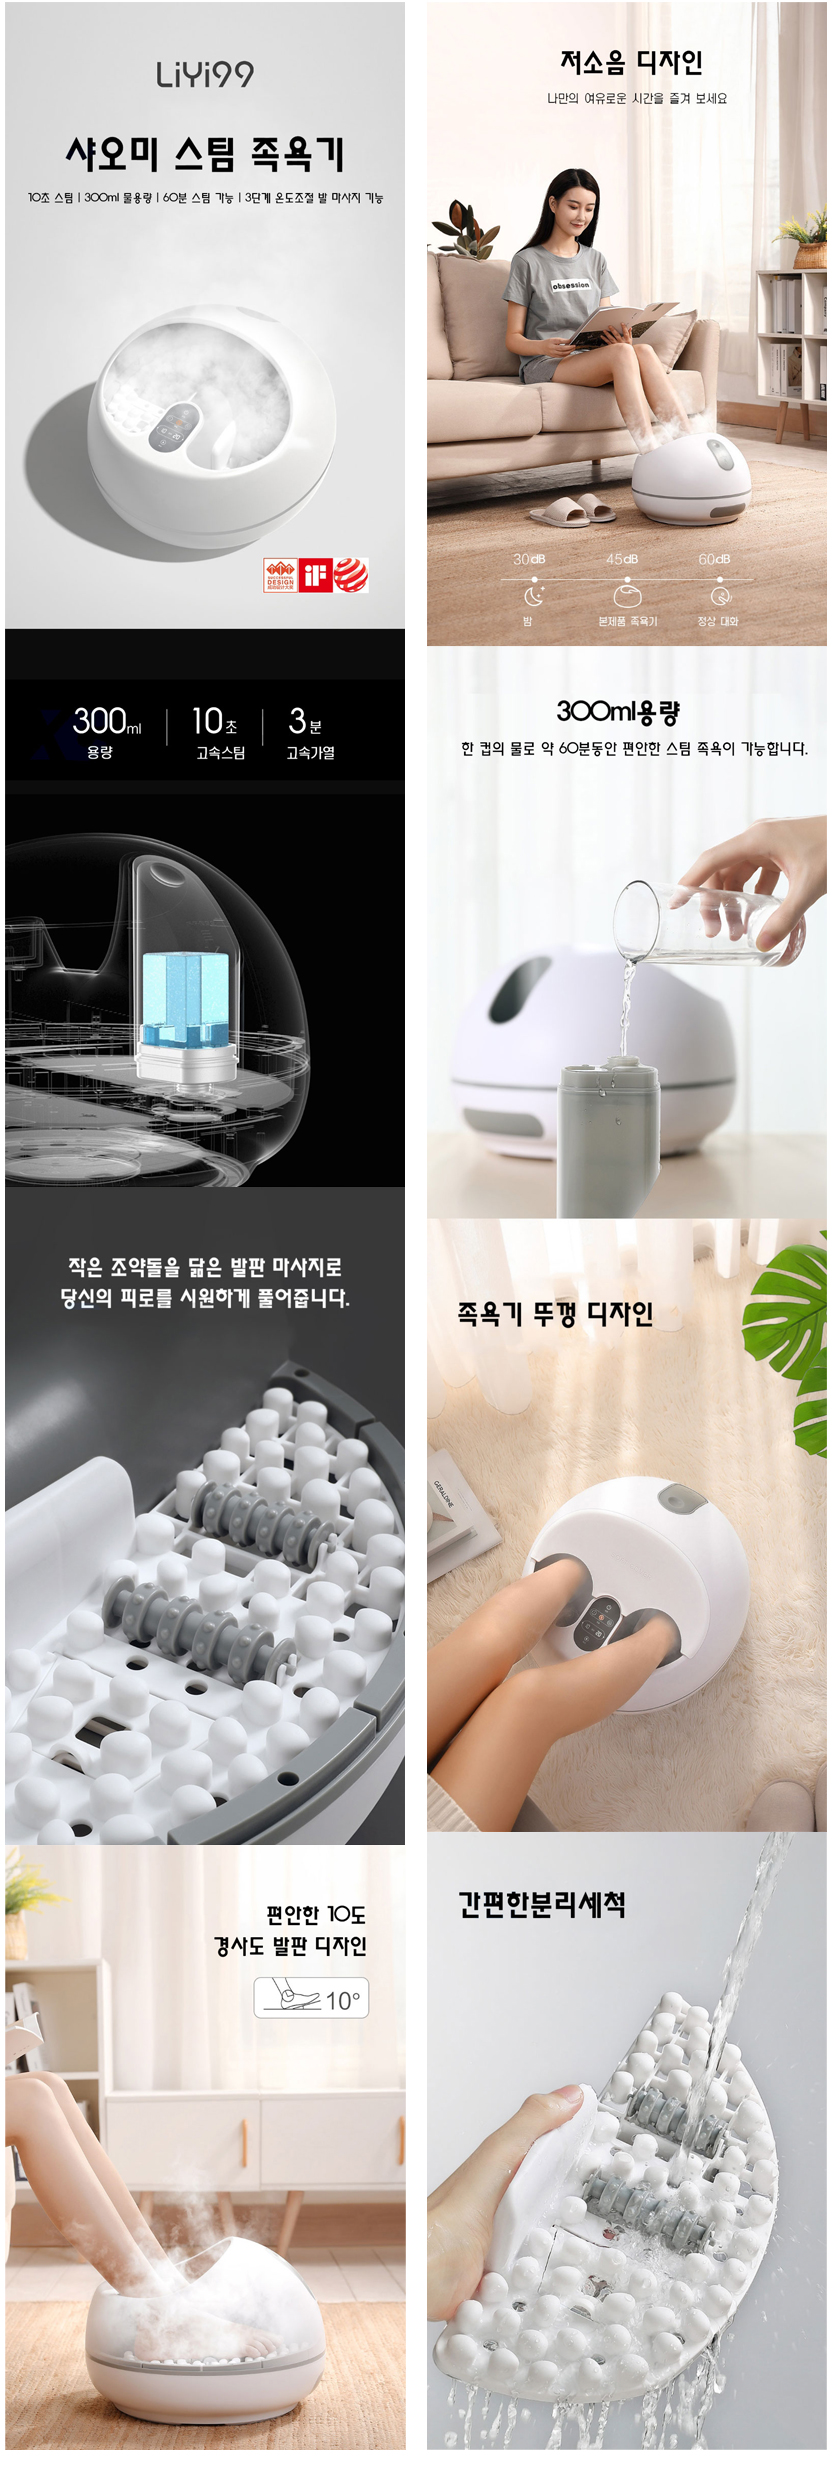 LiYi99
샤오미 스팀 족욕기
10초 스팀 | 300ml 물용량 | 60분 스팀 기능 | 3단계 온도조절 발 마사지 기능
SUCCESSFUL
DESIGN
iF
300ml
용량
10초
고속스팀
3분
고속가열
작은 조약돌을 닮은 발판 마사지로
당신의 피로를 시원하게 풀어줍니다.
편안한 10도
경사도 발판 디자인
10°
저소음 디자인
나만의 여유로운 시간을 즐겨 보세요
obsession
30dB
45dB
60dB
밤
본제품 족욕기
정상 대화
300ml용량
한 컵의 물로 약 60분동안 편안한 스팀 족욕이 가능합니다.
족욕기 뚜껑 디자인
GERALDINE
간편한분리세척